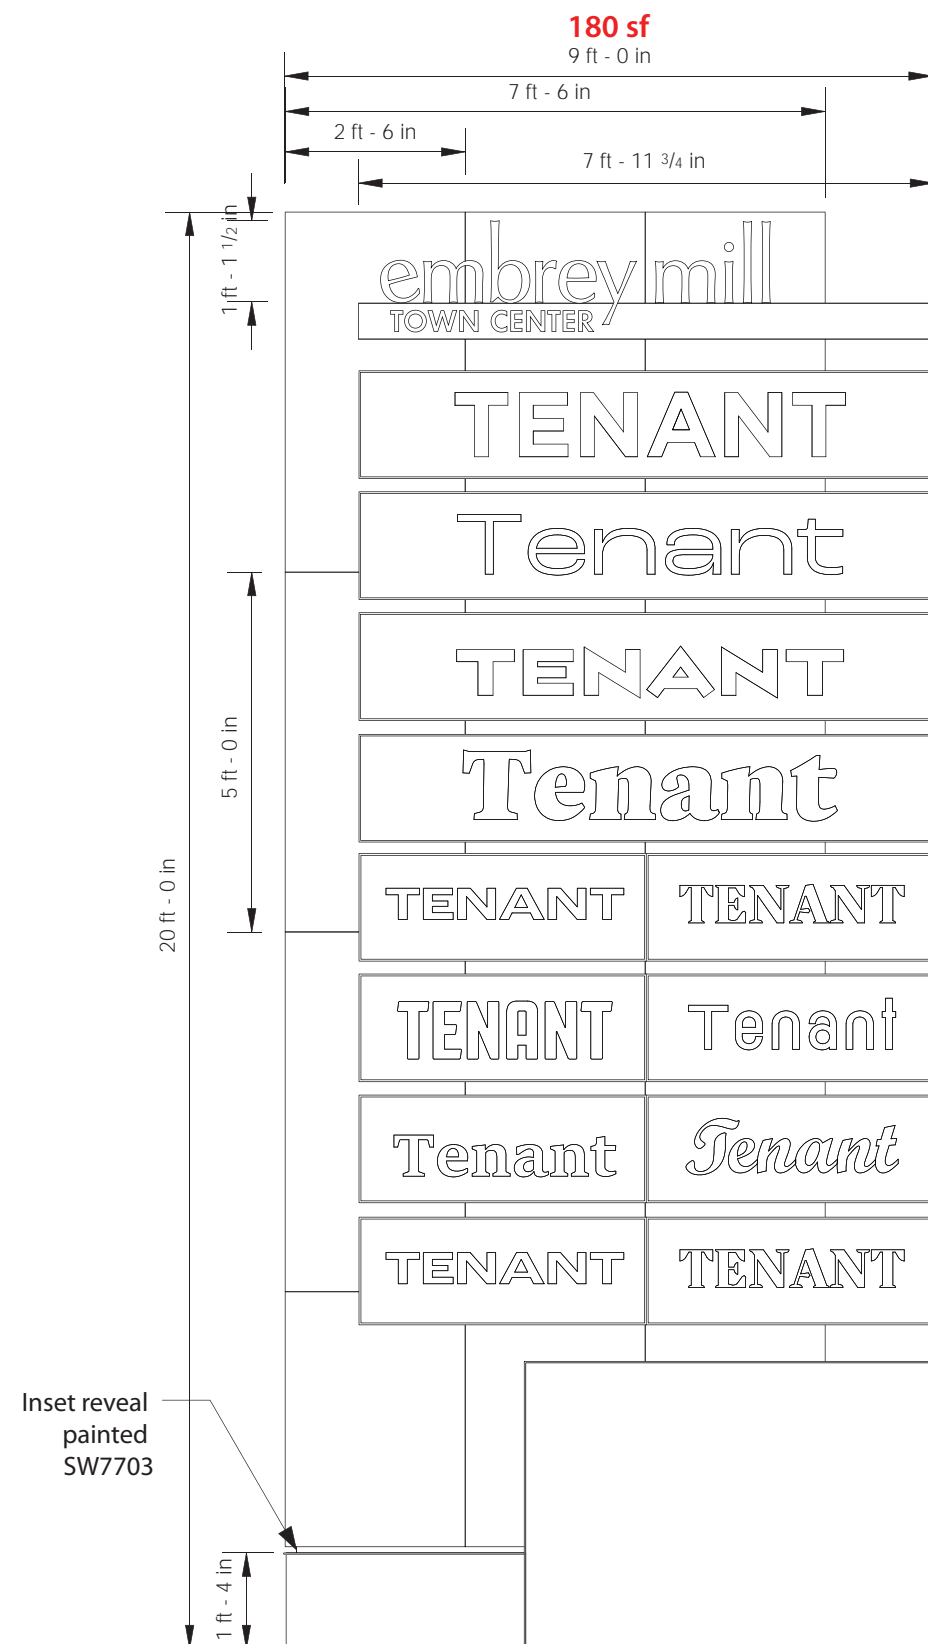 180 sf
9 ft - 0 in
7 ft - 6 in
2 ft - 6 in
7 ft - 11 3/4 in
1 ft - 1 1/2 in
embrey mill
TOWN CENTER
TENANT
Tenant
TENANT
5 ft - 0 in
Tenant
20 ft - 0 in
TENANT TENANT
TENANT Tenant
Tenant Tenant
TENANT TENANT
Inset reveal
painted
SW7703
1 ft - 4 in